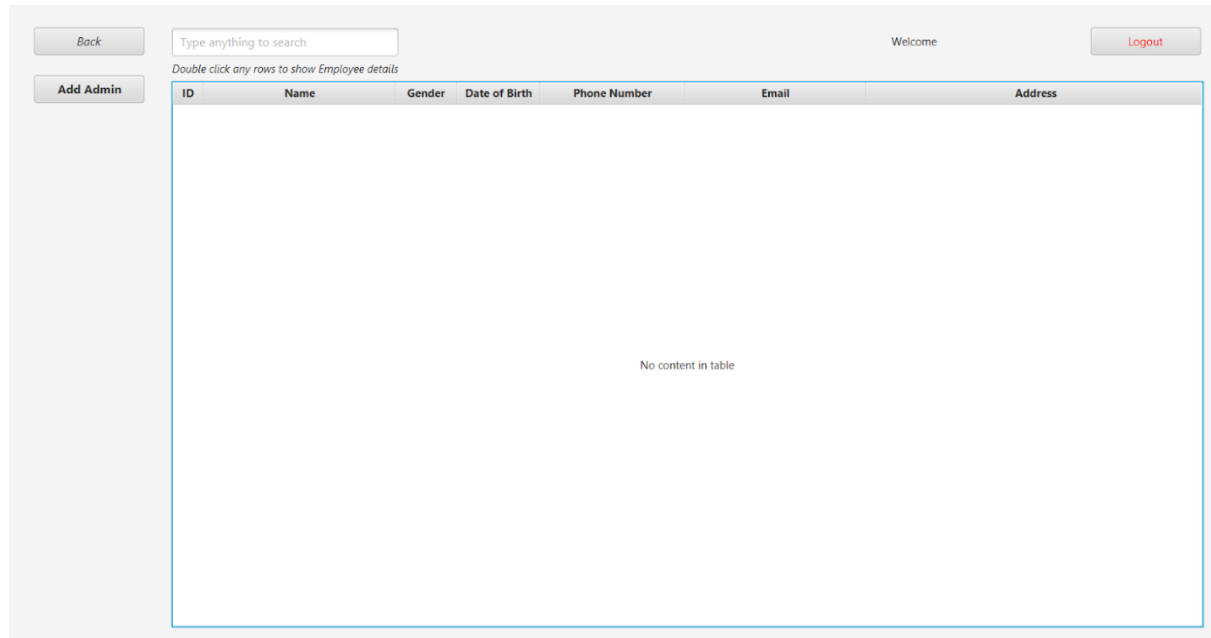 Back
Type anything to search
Welcome
Logout
Double click any rows to show Employee details
Add Admin
ID Name Gender Date of Birth Phone Number Email Address
No content in table